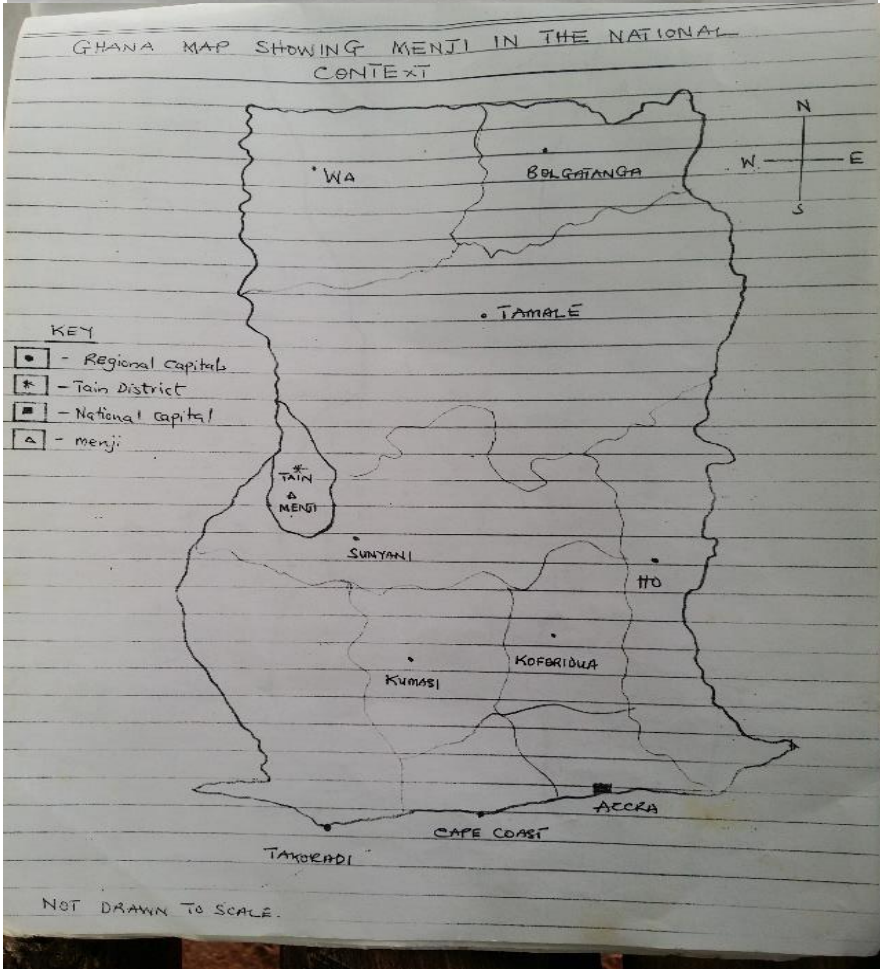 GHANA MAP SHOWING MENJI IN THE NATIONAL
CONTEXT
N
W E
S
WA
BOLGATANGA
TAMALE
KEY
- Regional Capitals
- Tain District
- National Capital
- menji
TAIN
MENJI
SUNYANI
HO
KOFORIDUA
KUMASI
ACCRA
CAPE COAST
TAKORADI
NOT DRAWN TO SCALE.